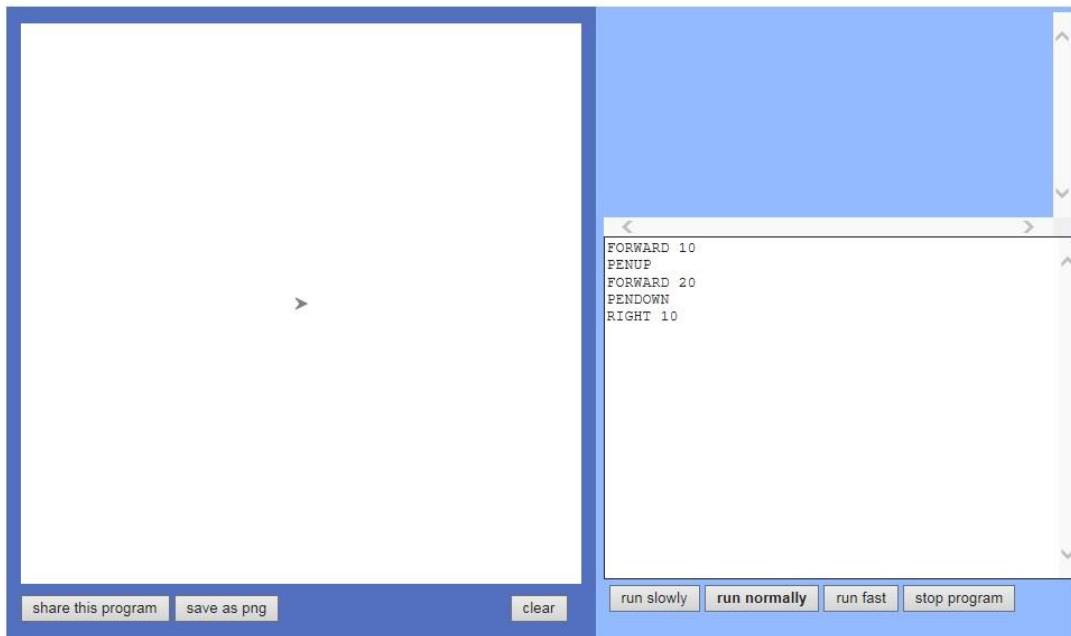 FORWARD 10
PENUP
FORWARD 20
PENDOWN
RIGHT 10
share this program
save as png
clear
run slowly
run normally
run fast
stop program